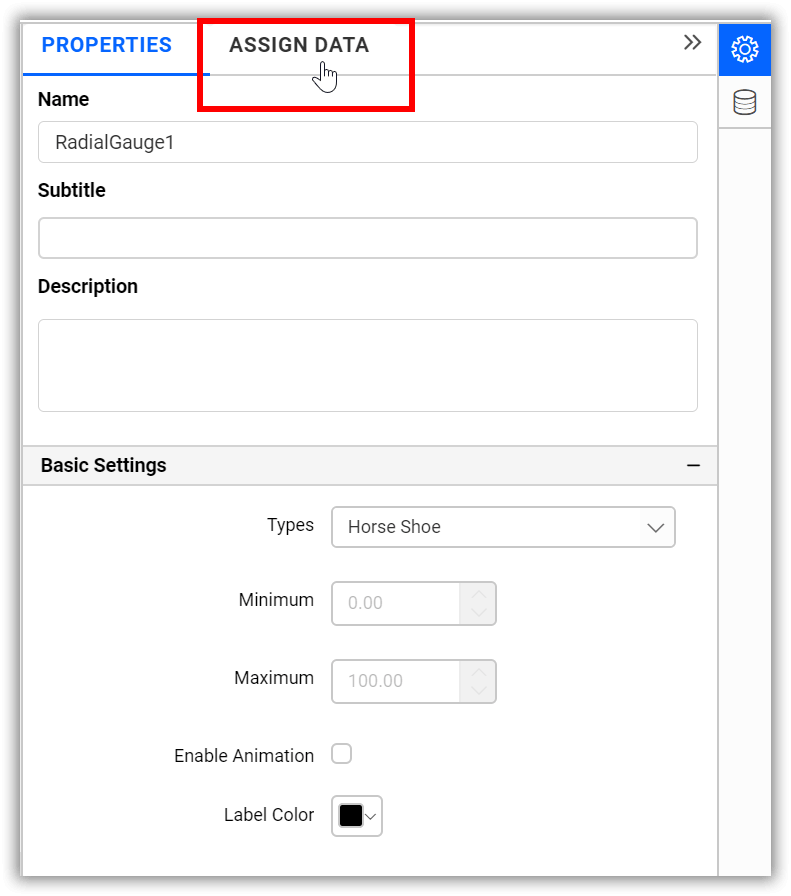 PROPERTIES ASSIGN DATA
Name
RadialGauge1
Subtitle
Description
Basic Settings
Types Horse Shoe
Minimum 0.00
Maximum 100.00
Enable Animation
Label Color